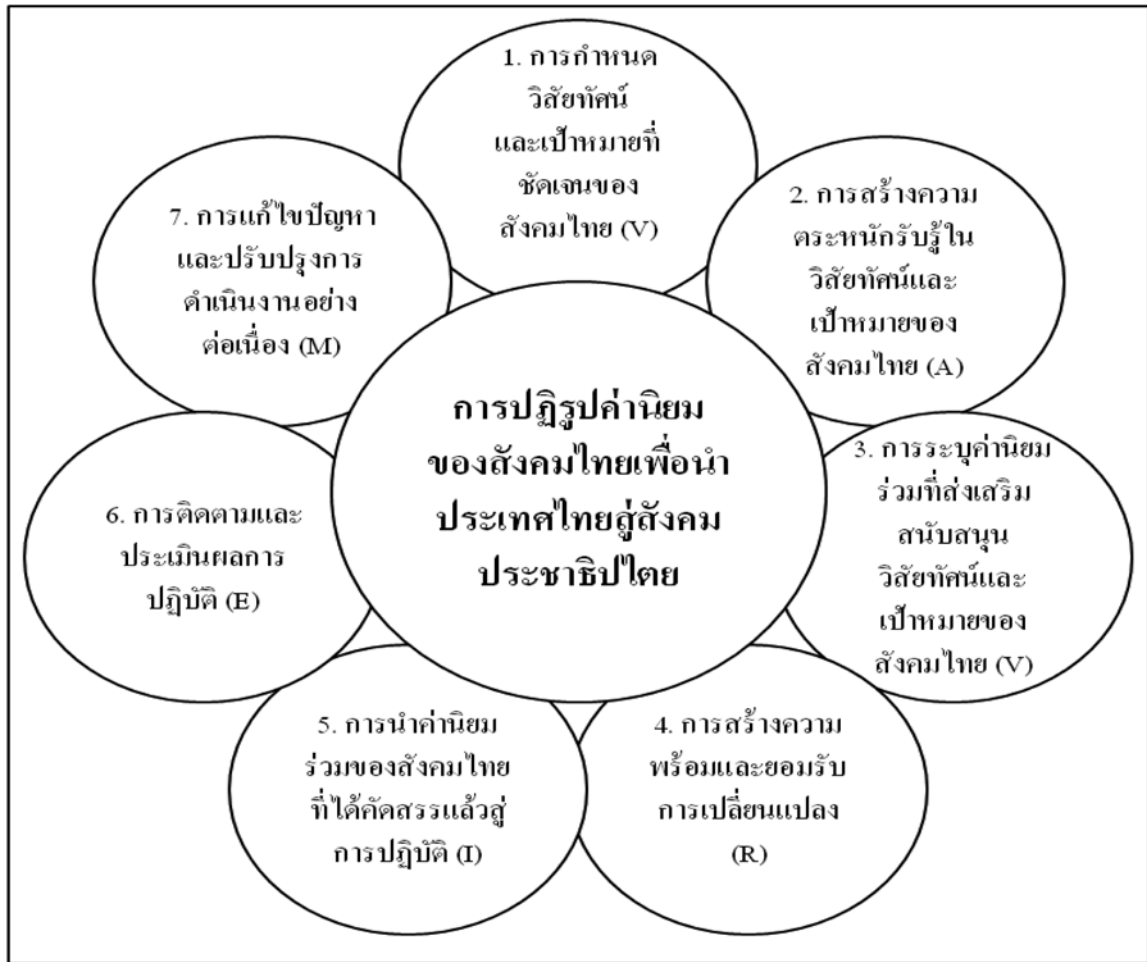 1. การกำหนด
วิสัยทัศน์
และเป้าหมายที่
ชัดเจนของ
สังคมไทย (V)
2. การสร้างความ
ตระหนักรับรู้ใน
วิสัยทัศน์และ
เป้าหมายของ
สังคมไทย (A)
3. การระบุค่านิยม
ร่วมที่ส่งเสริม
สนับสนุน
วิสัยทัศน์และ
เป้าหมายของ
สังคมไทย (V)
4. การสร้างความ
พร้อมและยอมรับ
การเปลี่ยนแปลง
(R)
5. การนำค่านิยม
ร่วมของสังคมไทย
ที่ได้คัดสรรแล้วสู่
การปฏิบัติ (I)
6. การติดตามและ
ประเมินผลการ
ปฏิบัติ (E)
7. การแก้ไขปัญหา
และปรับปรุงการ
ดำเนินงานอย่าง
ต่อเนื่อง (M)
การปฏิรูปค่านิยม
ของสังคมไทยเพื่อนำ
ประเทศไทยสู่สังคม
ประชาธิปไตย